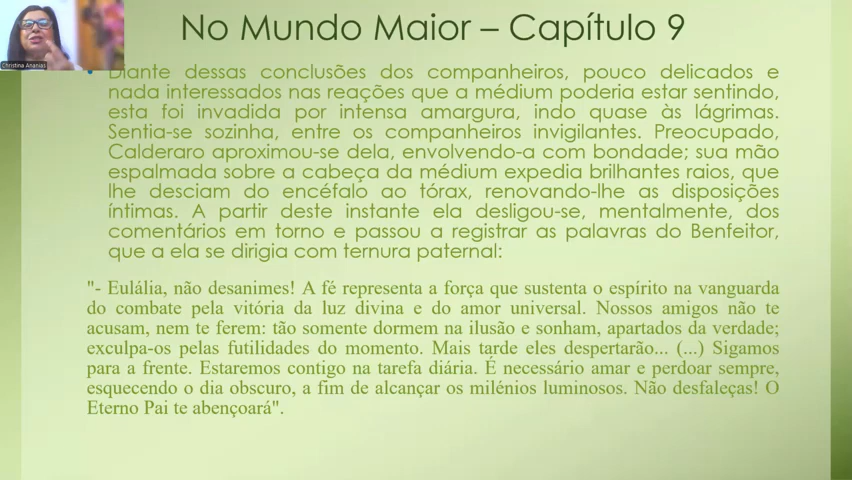 No Mundo Maior – Capítulo 9
Christina Ananias
• Diante dessas conclusões dos companheiros, pouco delicados e
nada interessados nas reações que a médium poderia estar sentindo,
esta foi invadida por intensa amargura, indo quase às lágrimas.
Sentia-se sozinha, entre os companheiros invigilantes. Preocupado,
Calderaro aproximou-se dela, envolvendo-a com bondade; sua mão
espalmada sobre a cabeça da médium expedia brilhantes raios, que
lhe desciam do encéfalo ao tórax, renovando-lhe as disposições
íntimas. A partir deste instante ela desligou-se, mentalmente, dos
comentários em torno e passou a registrar as palavras do Benfeitor,
que a ela se dirigia com ternura paternal:
"- Eulália, não desanimes! A fé representa a força que sustenta o espírito na vanguarda
do combate pela vitória da luz divina e do amor universal. Nossos amigos não te
acusam, nem te ferem: tão somente dormem na ilusão e sonham, apartados da verdade;
exculpa-os pelas futilidades do momento. Mais tarde eles despertarão... (...) Sigamos
para a frente. Estaremos contigo na tarefa diária. É necessário amar e perdoar sempre,
esquecendo o dia obscuro, a fim de alcançar os milénios luminosos. Não desfaleças! O
Eterno Pai te abençoará".